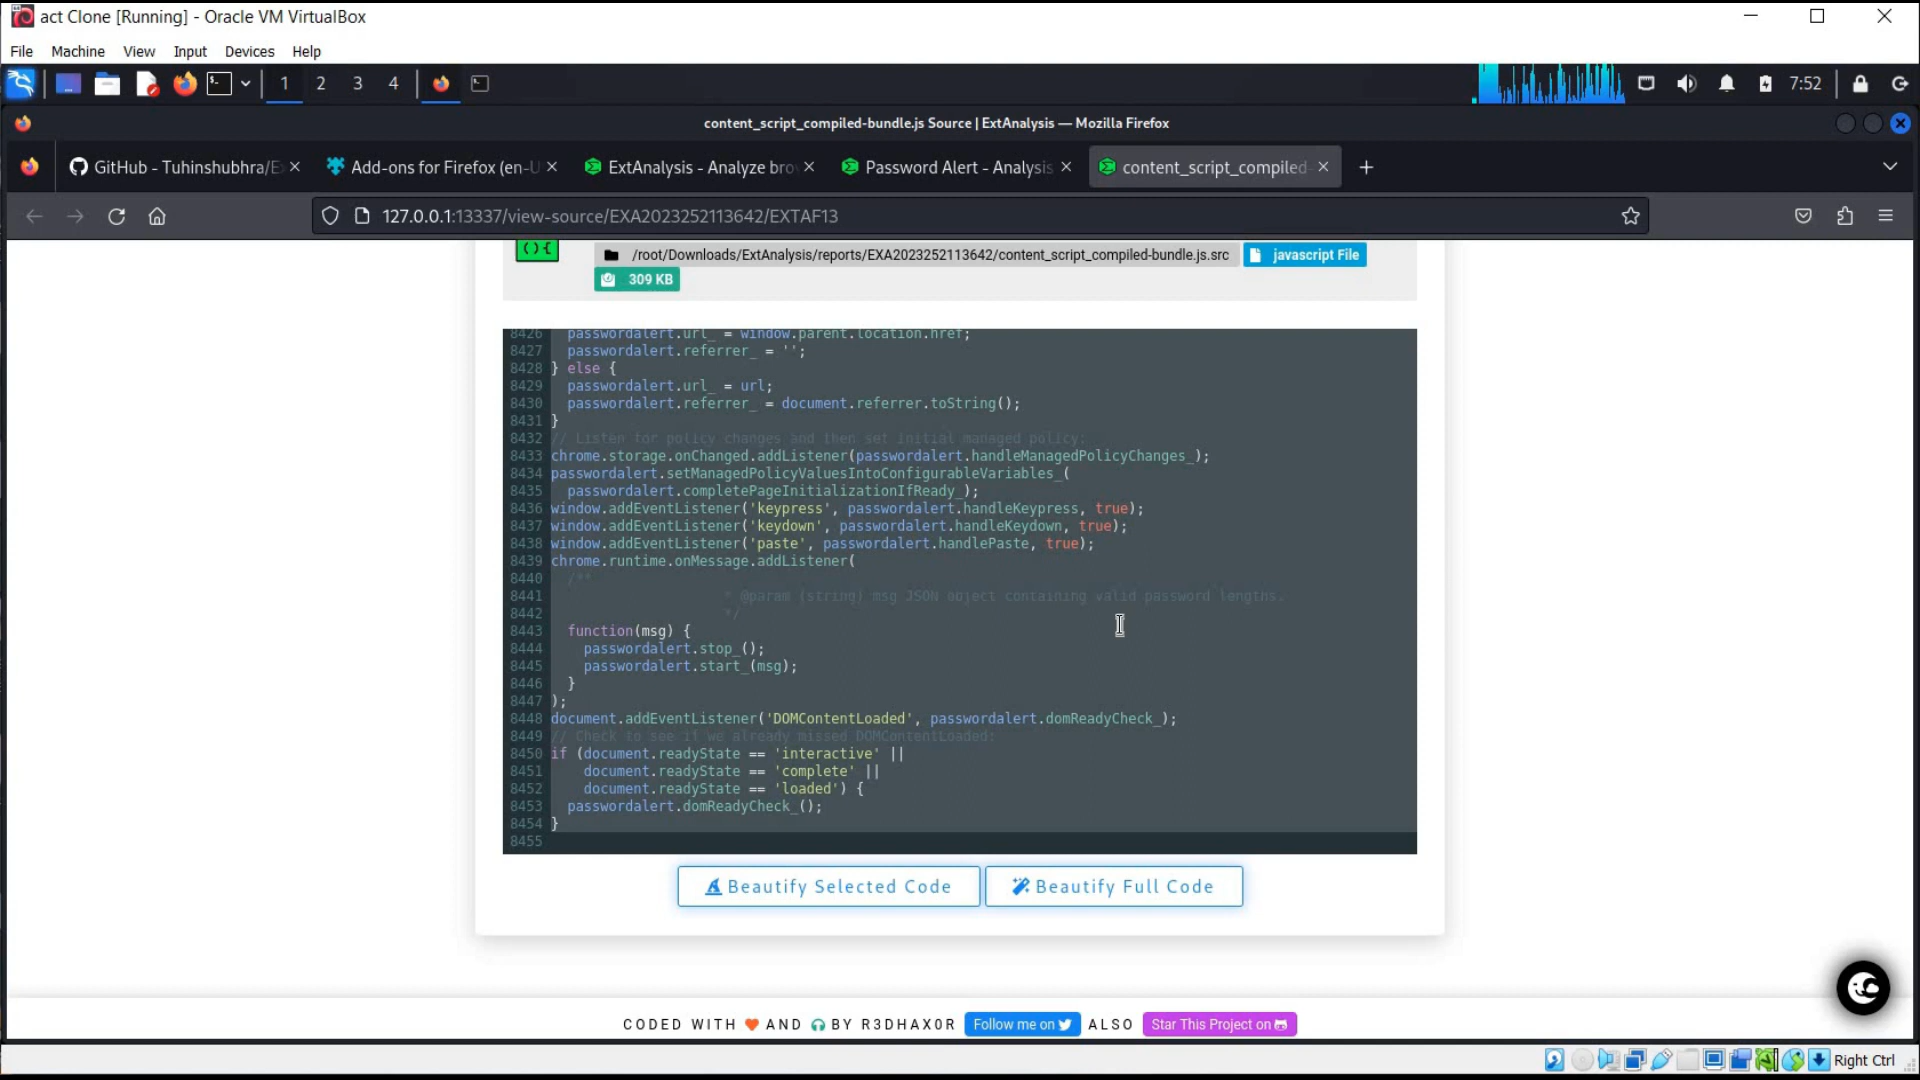 act Clone [Running] - Oracle VM VirtualBox
File Machine View Input Devices Help
1 2 3 4 7:52
content_script_compiled-bundle.js Source | ExtAnalysis — Mozilla Firefox
GitHub - Tuhinshubhra/Ex Add-ons for Firefox (en-U ExtAnalysis - Analyze bro Password Alert - Analysis content_script_compiled-
127.0.0.1:13337/view-source/EXA2023252113642/EXTAF13
(){
/root/Downloads/ExtAnalysis/reports/EXA2023252113642/content_script_compiled-bundle.js.src javascript File
309 KB
8426 passwordalert.url_ = window.parent.location.href;
8427 passwordalert.referrer_ = '';
8428 } else {
8429 passwordalert.url_ = url;
8430 passwordalert.referrer_ = document.referrer.toString();
8431 }
8432 // Listen for policy changes and then set initial managed policy:
8433 chrome.storage.onChanged.addListener(passwordalert.handleManagedPolicyChanges_);
8434 passwordalert.setManagedPolicyValuesIntoConfigurableVariables_(
8435 passwordalert.completePageInitializationIfReady_);
8436 window.addEventListener('keypress', passwordalert.handleKeypress, true);
8437 window.addEventListener('keydown', passwordalert.handleKeydown, true);
8438 window.addEventListener('paste', passwordalert.handlePaste, true);
8439 chrome.runtime.onMessage.addListener(
8440 /**
8441 * @param {string} msg JSON object containing valid password lengths.
8442 */
8443 function(msg) {
8444 passwordalert.stop_();
8445 passwordalert.start_(msg);
8446 }
8447 );
8448 document.addEventListener('DOMContentLoaded', passwordalert.domReadyCheck_);
8449 // Check to see if we already missed DOMContentLoaded:
8450 if (document.readyState == 'interactive' ||
8451 document.readyState == 'complete' ||
8452 document.readyState == 'loaded') {
8453 passwordalert.domReadyCheck_();
8454 }
8455
Beautify Selected Code Beautify Full Code
CODED WITH AND BY R3DHAX0R Follow me on ALSO Star This Project on
Right Ctrl